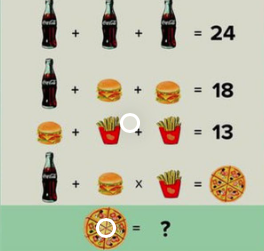 + + = 24
+ + = 18
+ + = 13
+ x =
= ?